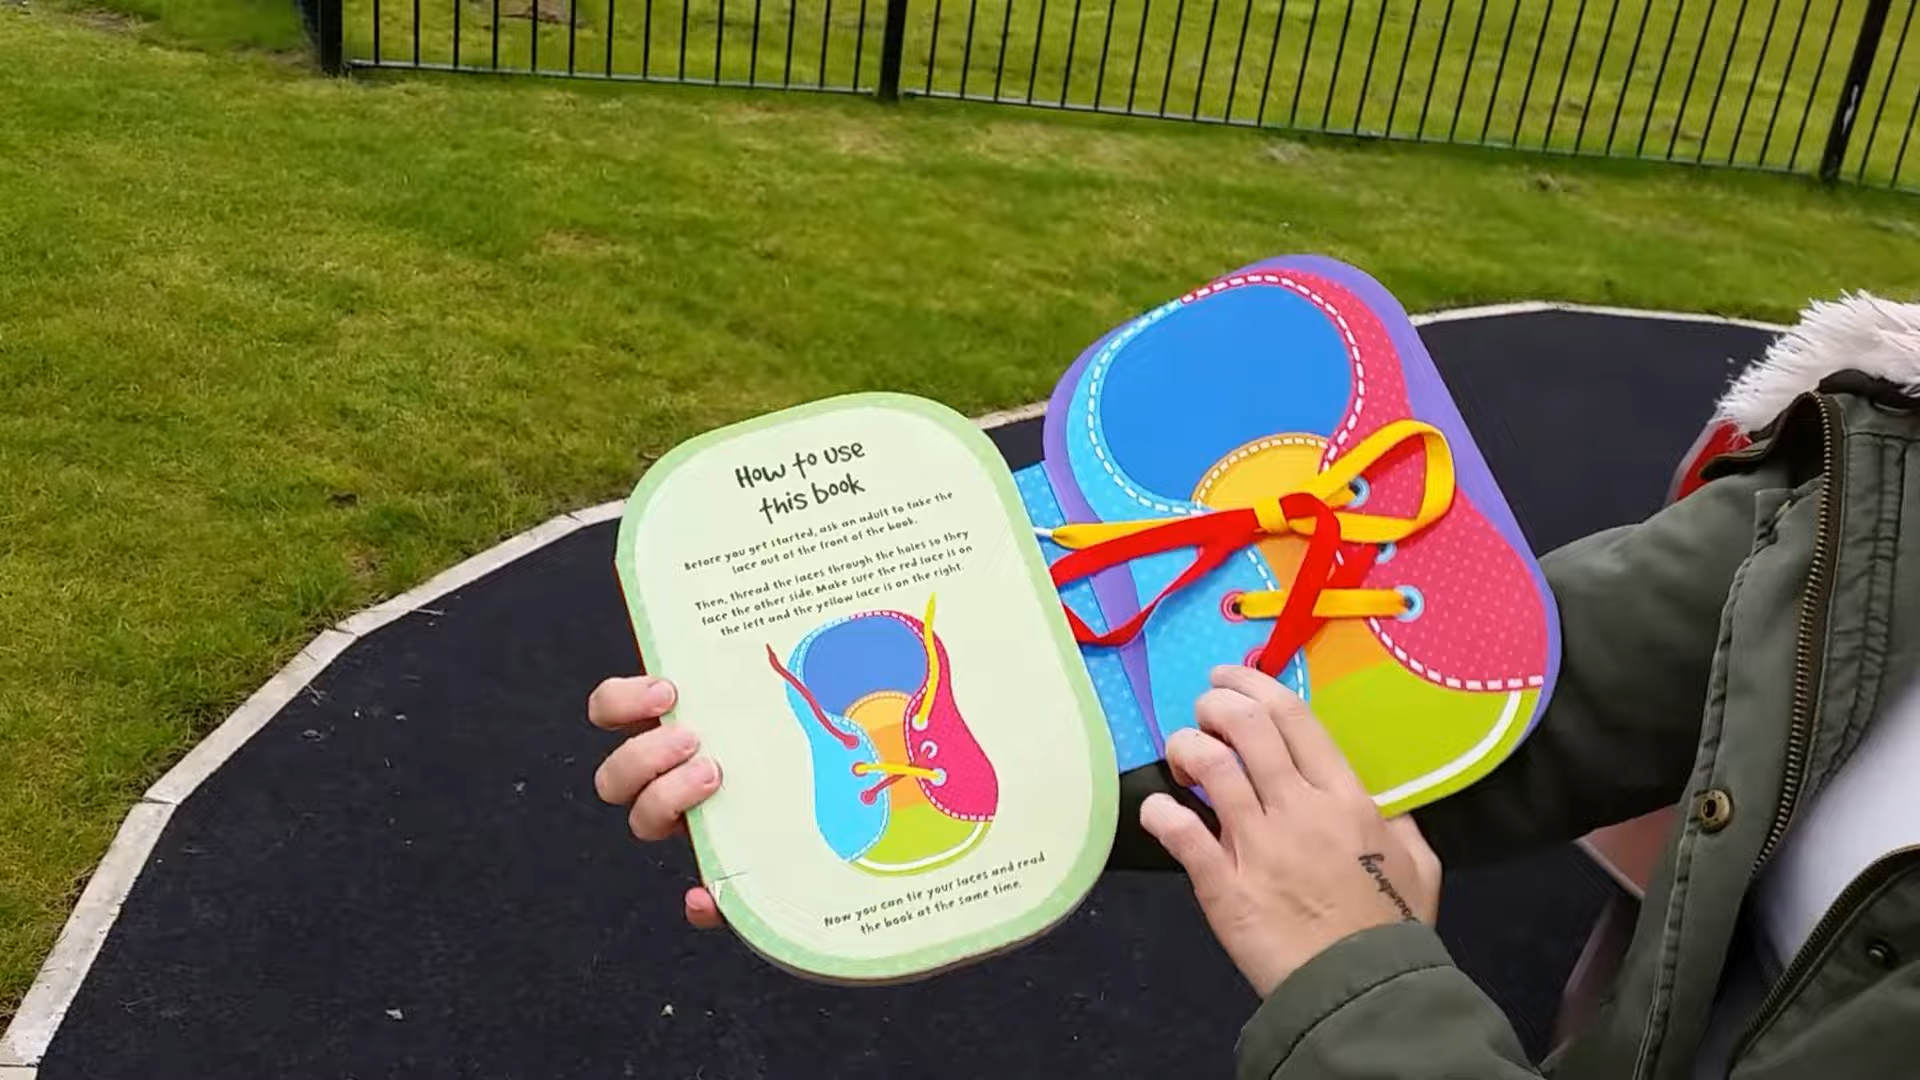 How to use
this book
Before you get started, ask an adult to take the
lace out of the front of the book.
Then, thread the laces through the holes so they
face the other side. Make sure the red lace is on
the left and the yellow lace is on the right.
Now you can tie your laces and read
the book at the same time.